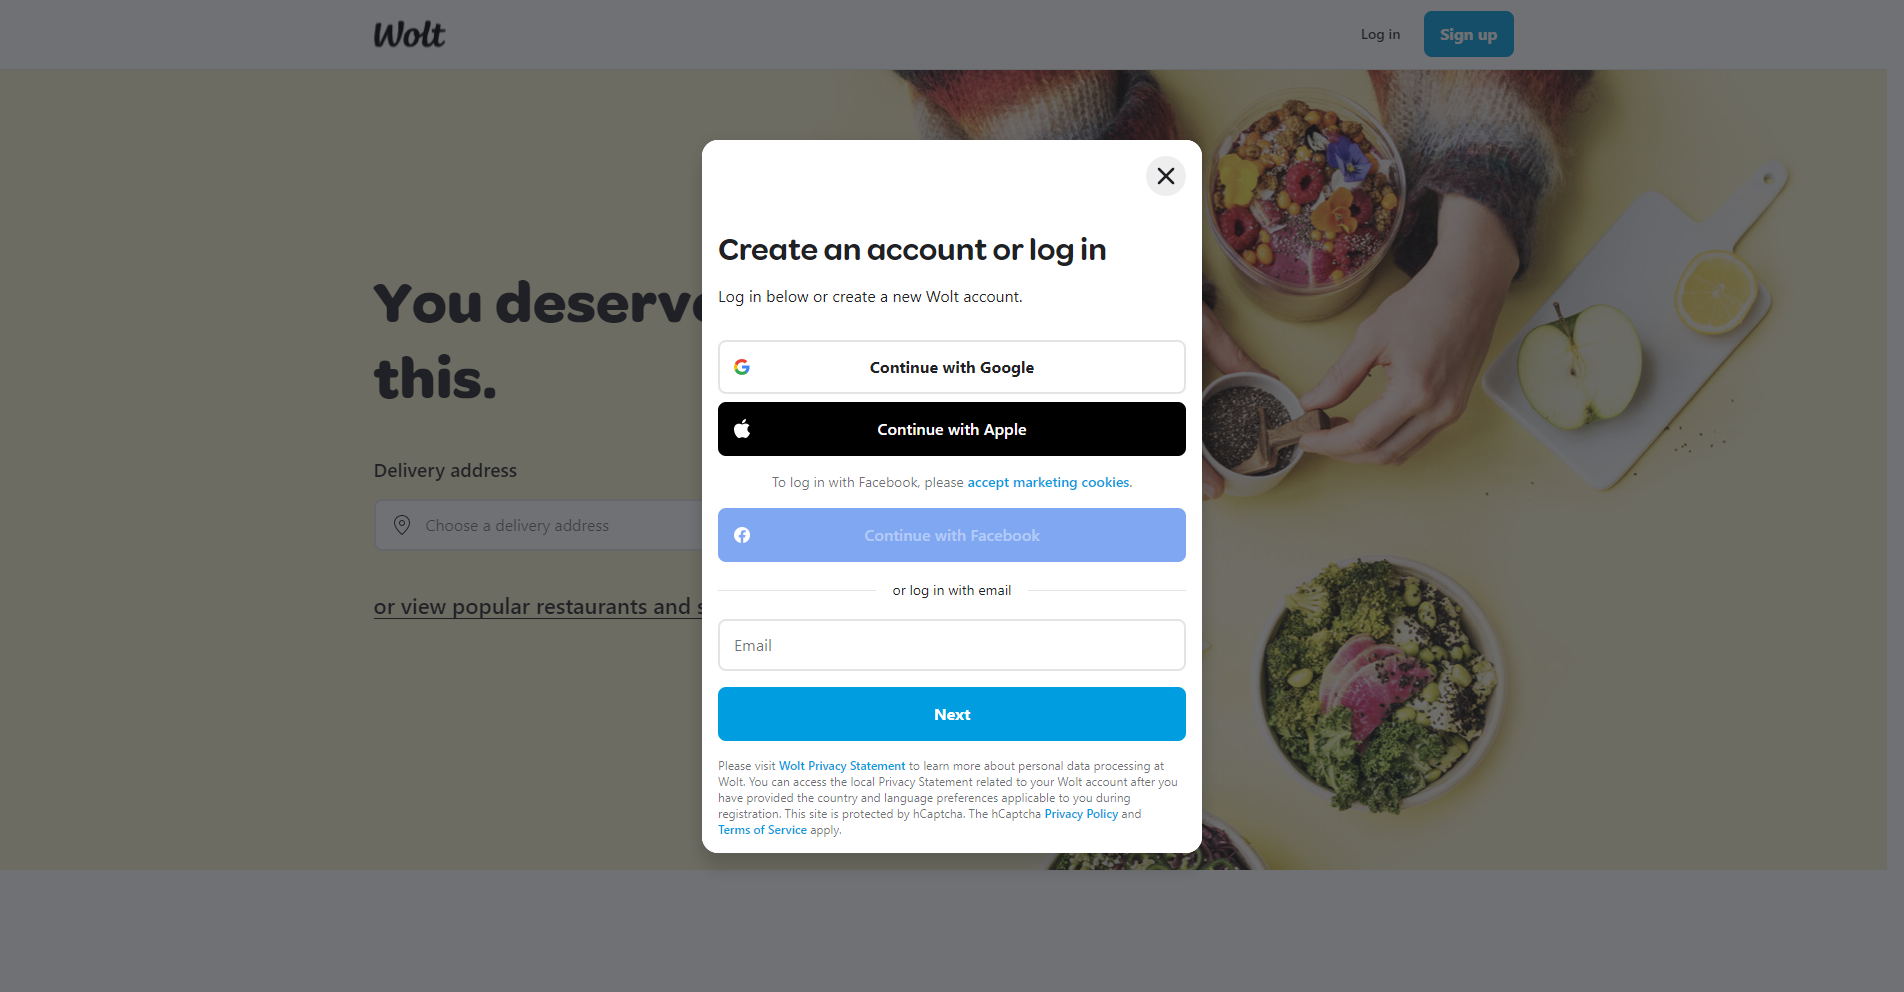 Wolt
Log in
Sign up
You deserve
this.
Delivery address
Choose a delivery address
or view popular restaurants and s
Create an account or log in
Log in below or create a new Wolt account.
Continue with Google
Continue with Apple
To log in with Facebook, please accept marketing cookies.
Continue with Facebook
or log in with email
Email
Next
Please visit Wolt Privacy Statement to learn more about personal data processing at
Wolt. You can access the local Privacy Statement related to your Wolt account after you
have provided the country and language preferences applicable to you during
registration. This site is protected by hCaptcha. The hCaptcha Privacy Policy and
Terms of Service apply.